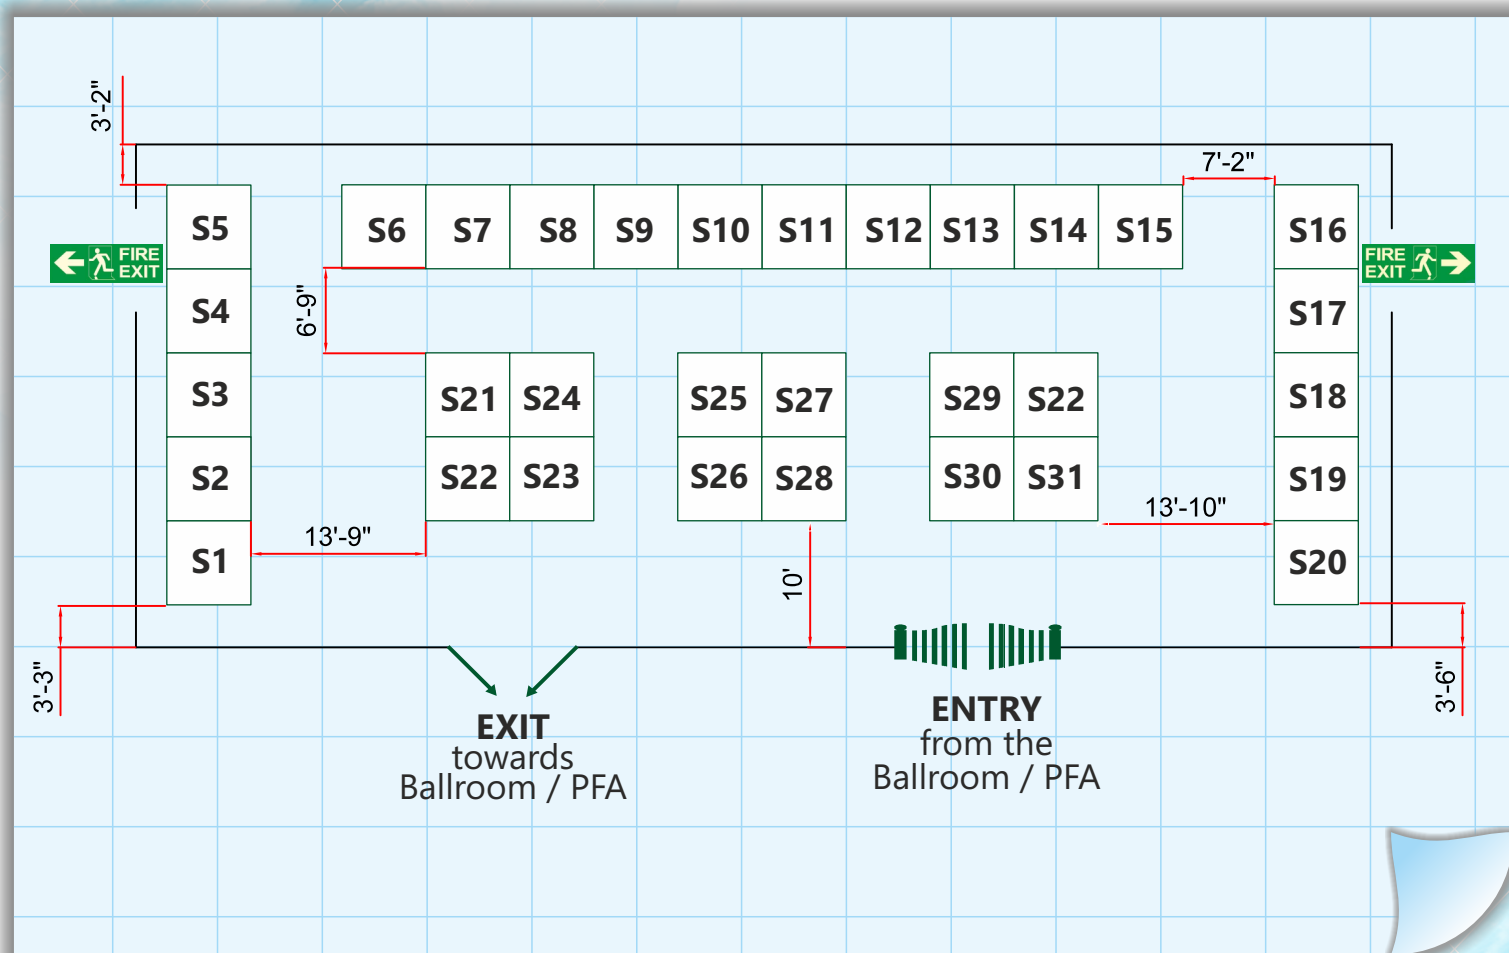 3'-2"
7'-2"
S5
S6 S7 S8 S9 S10 S11 S12 S13 S14 S15
S16
FIRE
EXIT
FIRE
EXIT
S4
6'-9"
S17
S3
S21 S24
S25 S27
S29 S22
S18
S2
S22 S23
S26 S28
S30 S31
S19
13'-10"
13'-9"
S1
10'
S20
3'-3"
3'-6"
EXIT
towards
Ballroom / PFA
ENTRY
from the
Ballroom / PFA